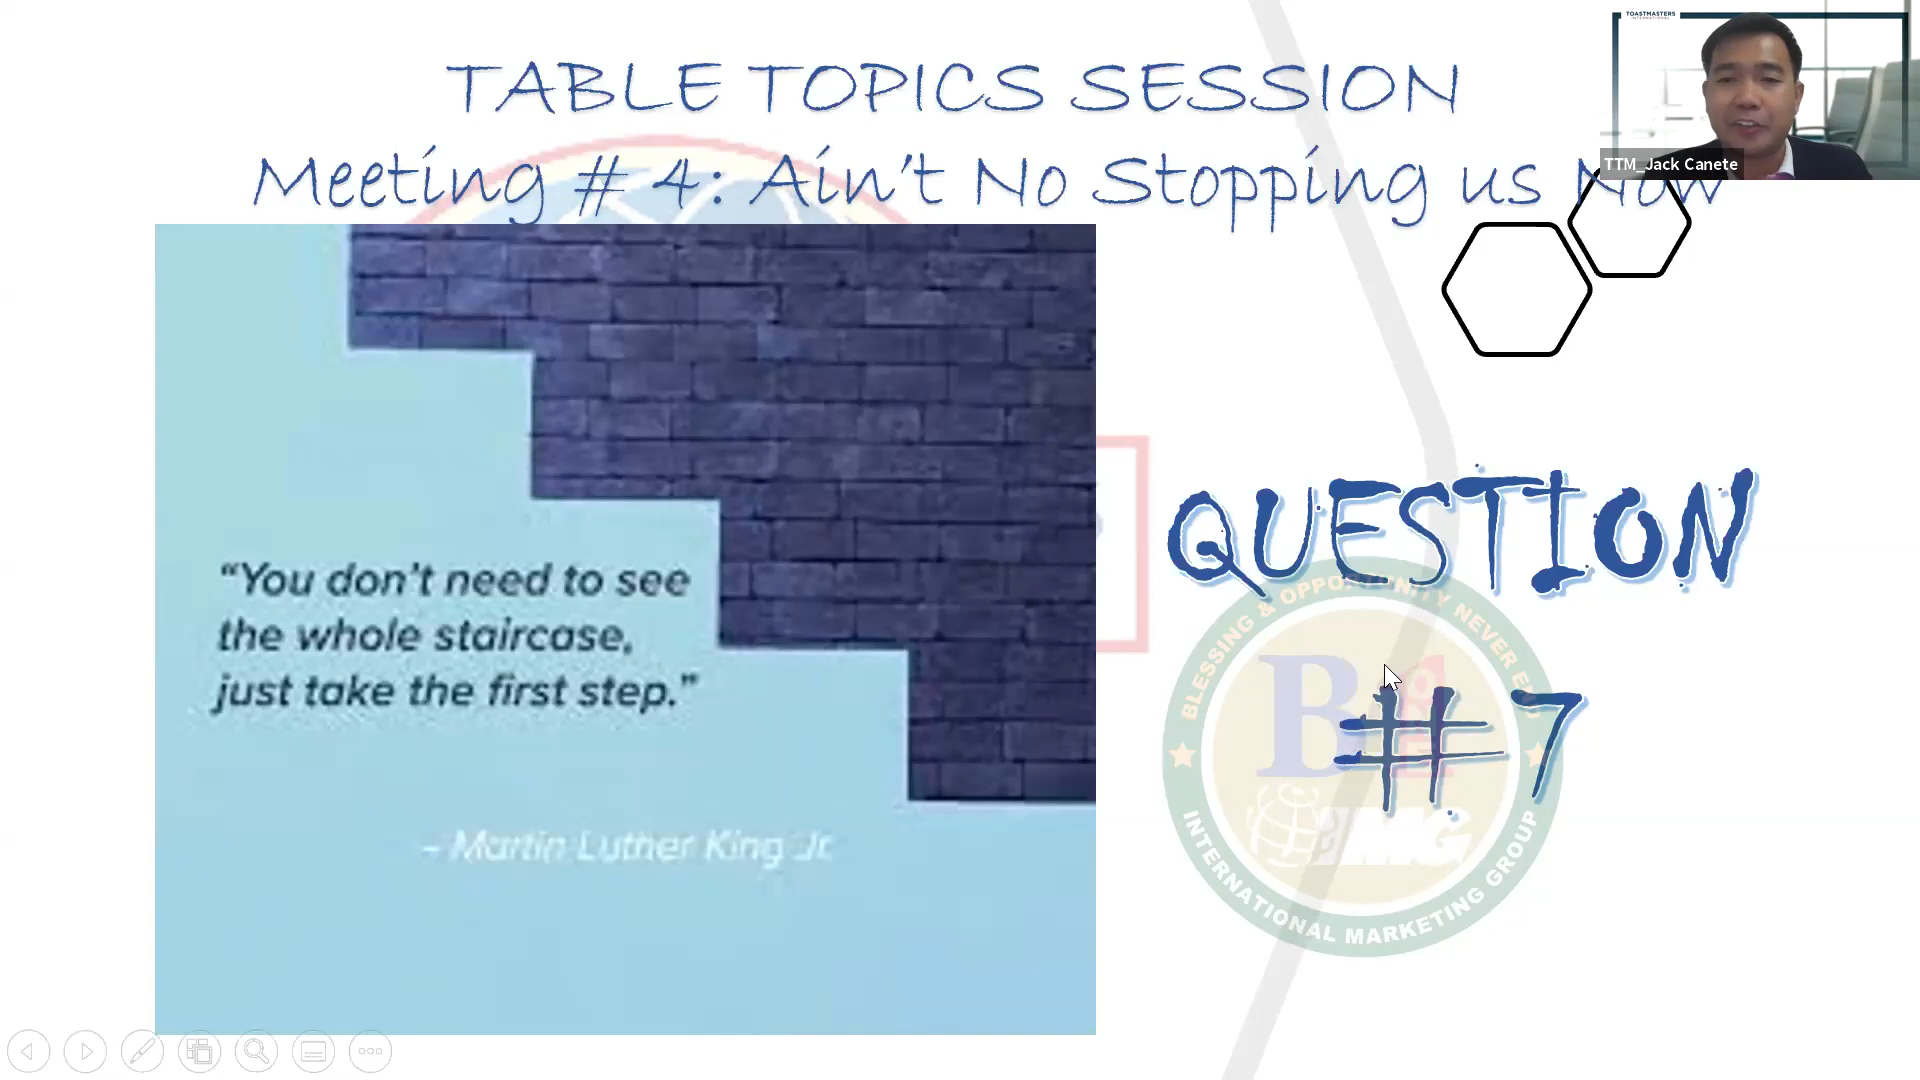 TOASTMASTERS
INTERNATIONAL
TABLE TOPICS SESSION
TTM_Jack Canete
Meeting # 4: Ain't No Stopping us Now
“You don't need to see
the whole staircase,
just take the first step.”
- Martin Luther King Jr.
QUESTION
#7
BLESSING & OPPORTUNITY NEVER
B
MG
INTERNATIONAL MARKETING GROUP